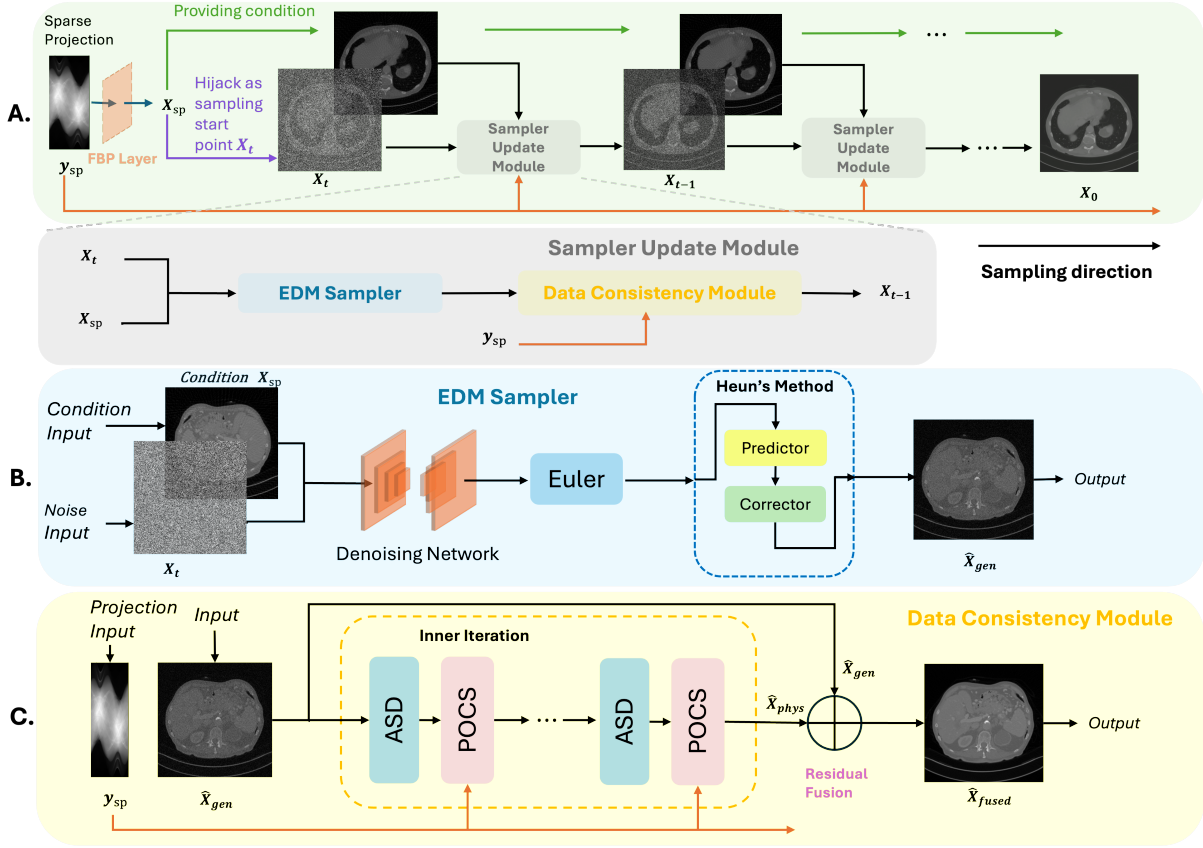 A.
Sparse
Projection
y_sp
FBP Layer
X_sp
Providing condition
Hijack as
sampling
start
point X_t
X_t
Sampler
Update
Module
X_{t-1}
Sampler
Update
Module
...
...
X_0
Sampler Update Module
X_t
X_sp
EDM Sampler
Data Consistency Module
y_sp
X_{t-1}
Sampling direction
B.
Condition X_sp
Condition
Input
Noise
Input
X_t
EDM Sampler
Denoising Network
Euler
Heun's Method
Predictor
Corrector
X̂_gen
Output
C.
Projection
Input
Input
y_sp
X̂_gen
Inner Iteration
ASD
POCS
...
ASD
POCS
X̂_phys
X̂_gen
Residual
Fusion
Data Consistency Module
X̂_fused
Output